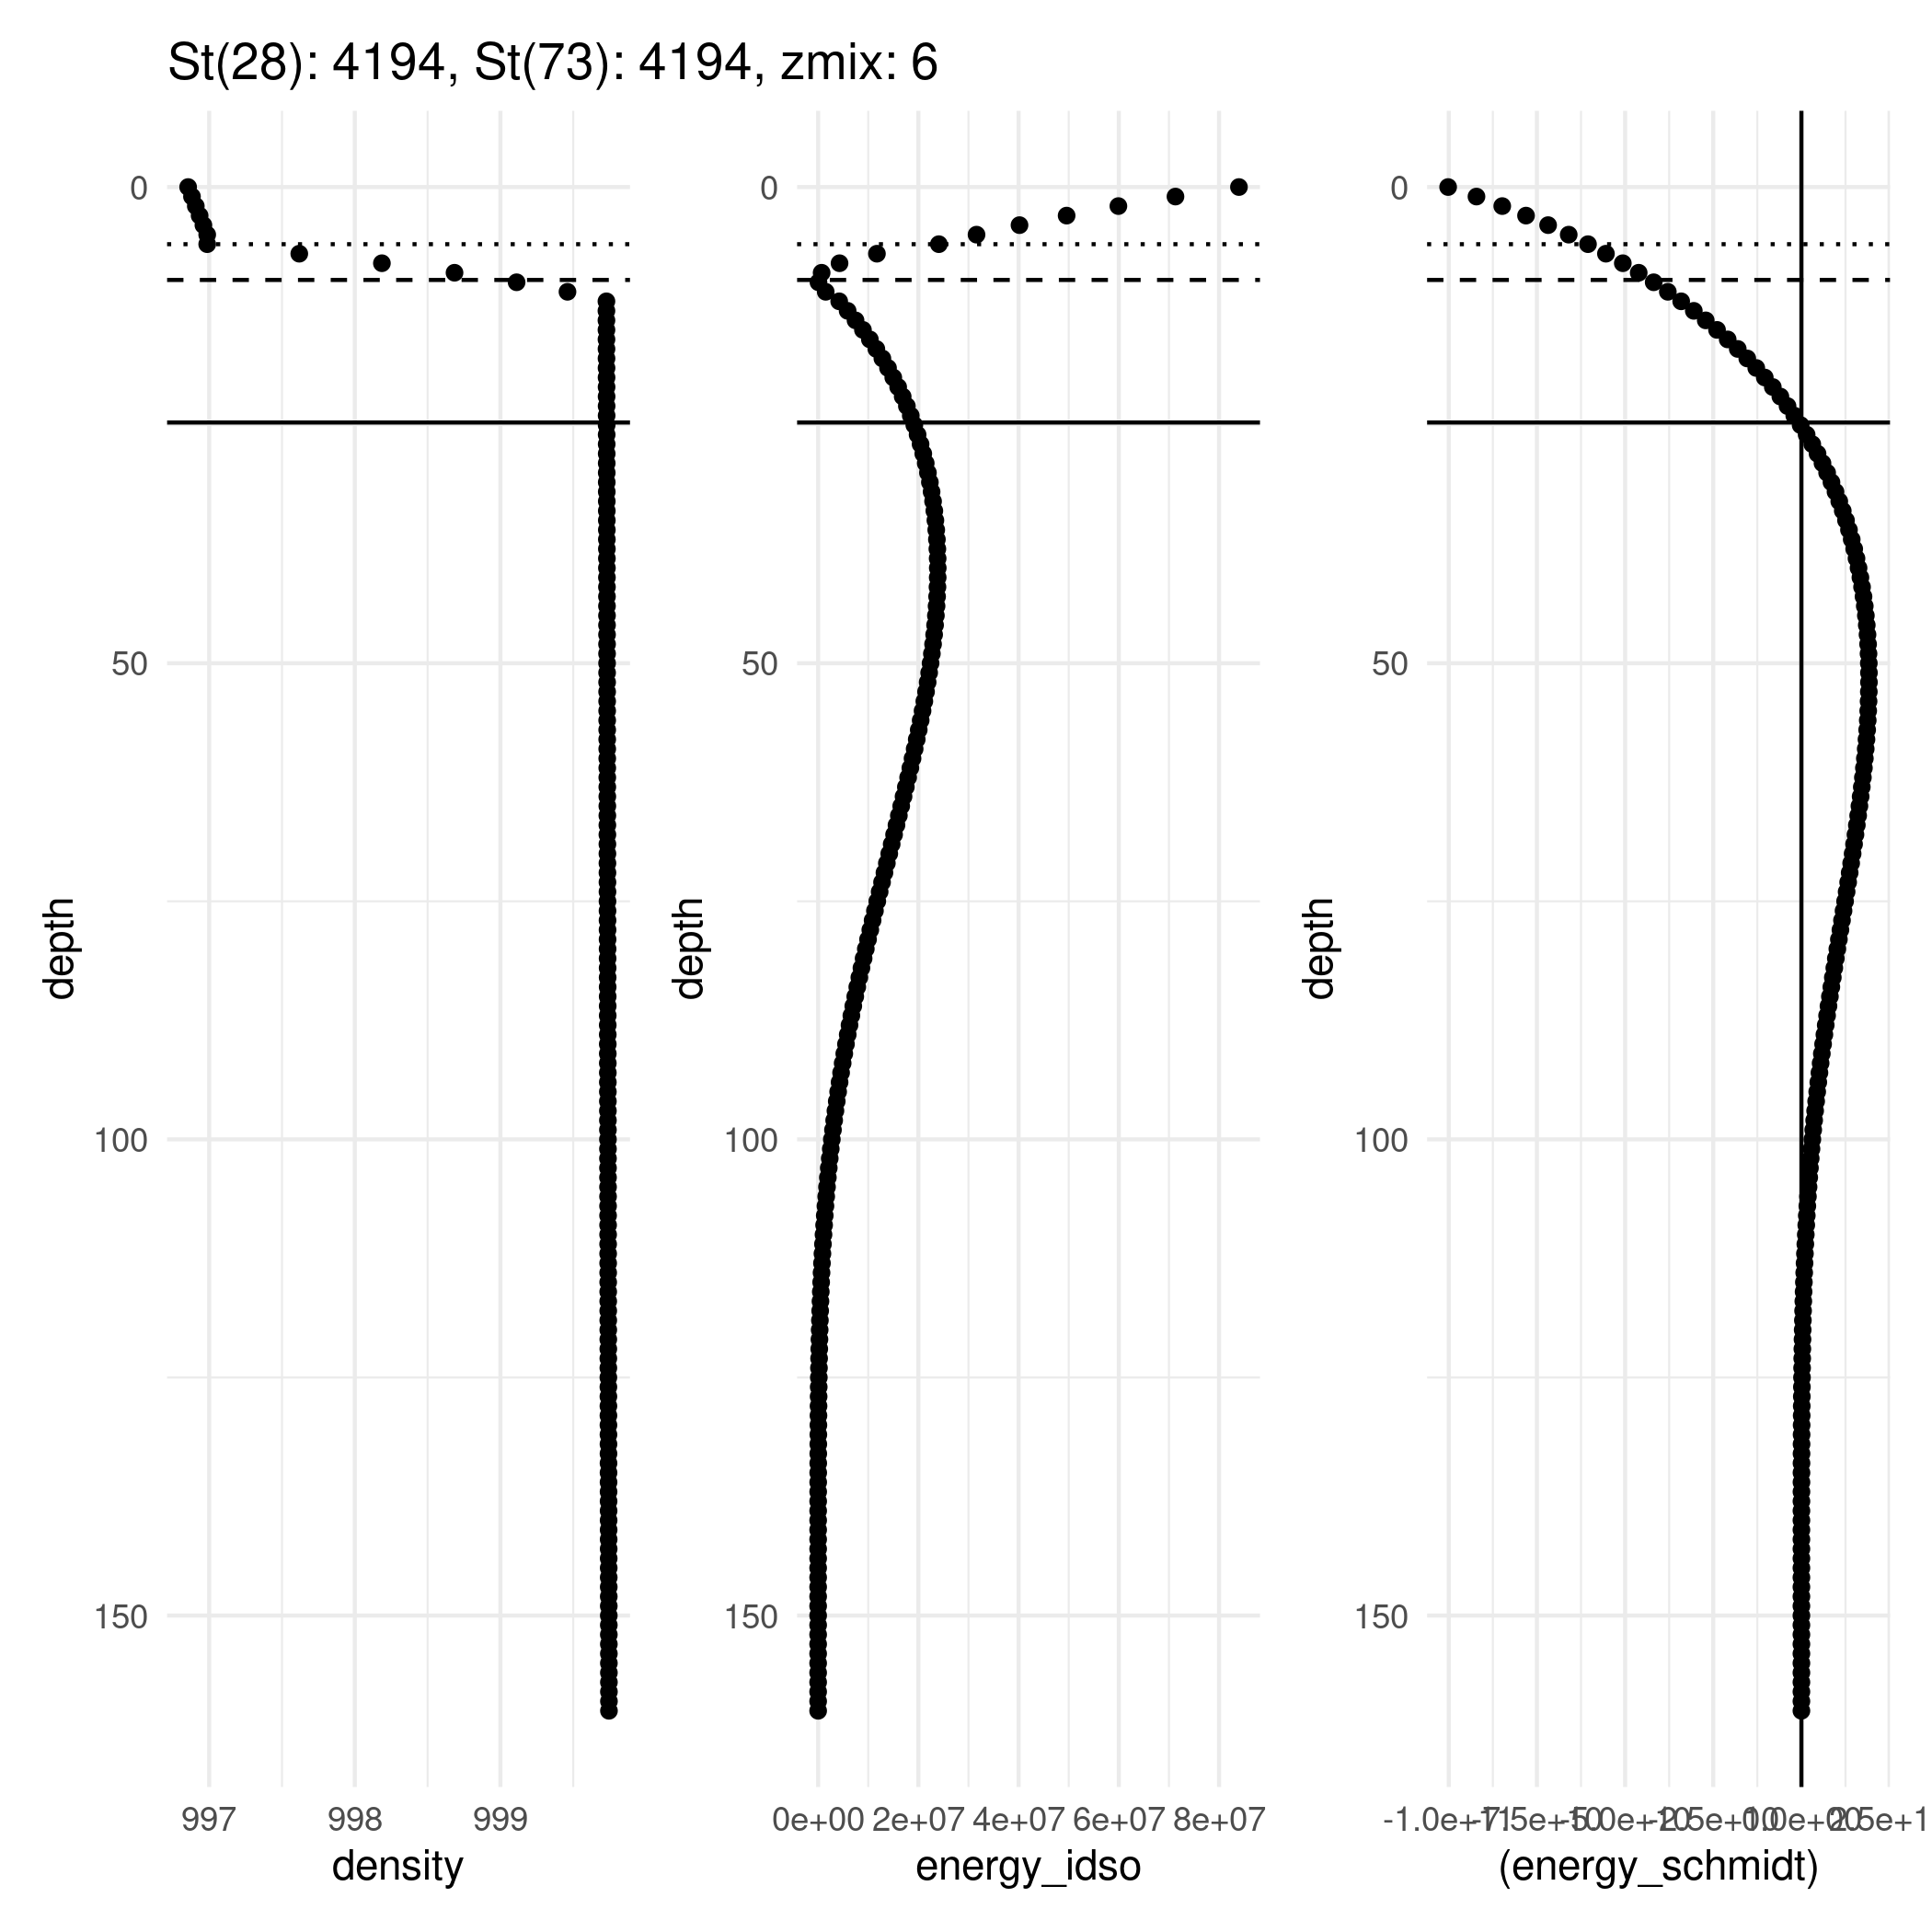 St(28): 4194, St(73): 4194, zmix: 6
0
50
100
150
depth
997 998 999
density
0
50
100
150
depth
0e+00 2e+07 4e+07 6e+07 8e+07
energy_idso
0
50
100
150
depth
(energy_schmidt)